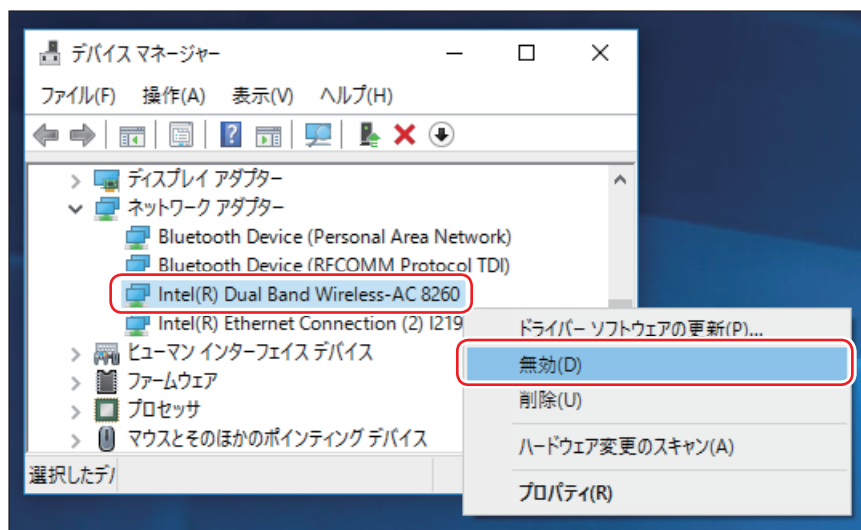 デバイス マネージャー
ファイル(F) 操作(A) 表示(V) ヘルプ(H)
ディスプレイ アダプター
ネットワーク アダプター
Bluetooth Device (Personal Area Network)
Bluetooth Device (RFCOMM Protocol TDI)
Intel(R) Dual Band Wireless-AC 8260
Intel(R) Ethernet Connection (2) I219
ヒューマン インターフェイス デバイス
ファームウェア
プロセッサ
マウスとそのほかのポインティング デバイス
選択したデバ
ドライバー ソフトウェアの更新(P)...
無効(D)
削除(U)
ハードウェア変更のスキャン(A)
プロパティ(R)